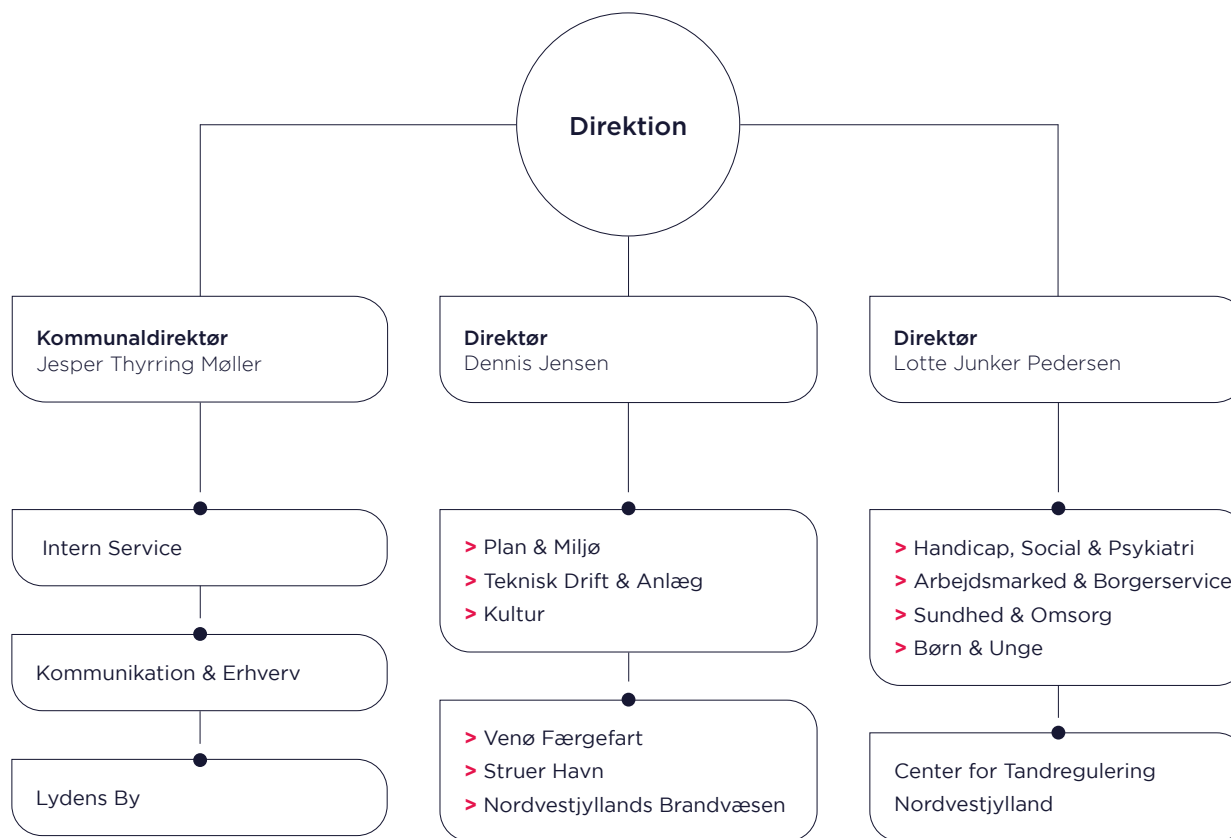 Direktion
Kommunaldirektør
Jesper Thyrring Møller
Intern Service
Kommunikation & Erhverv
Lydens By
Direktør
Dennis Jensen
> Plan & Miljø
> Teknisk Drift & Anlæg
> Kultur
> Venø Færgefart
> Struer Havn
> Nordvestjyllands Brandvæsen
Direktør
Lotte Junker Pedersen
> Handicap, Social & Psykiatri
> Arbejdsmarked & Borgerservice
> Sundhed & Omsorg
> Børn & Unge
Center for Tandregulering
Nordvestjylland